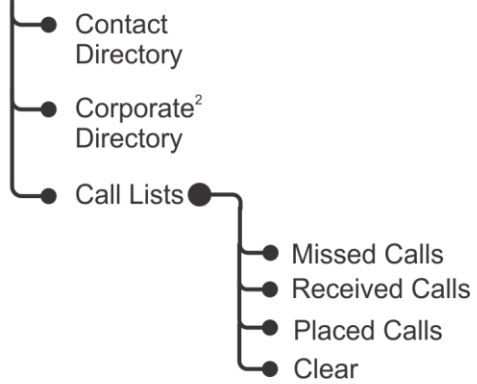 Contact
Directory
Corporate²
Directory
Call Lists
Missed Calls
Received Calls
Placed Calls
Clear